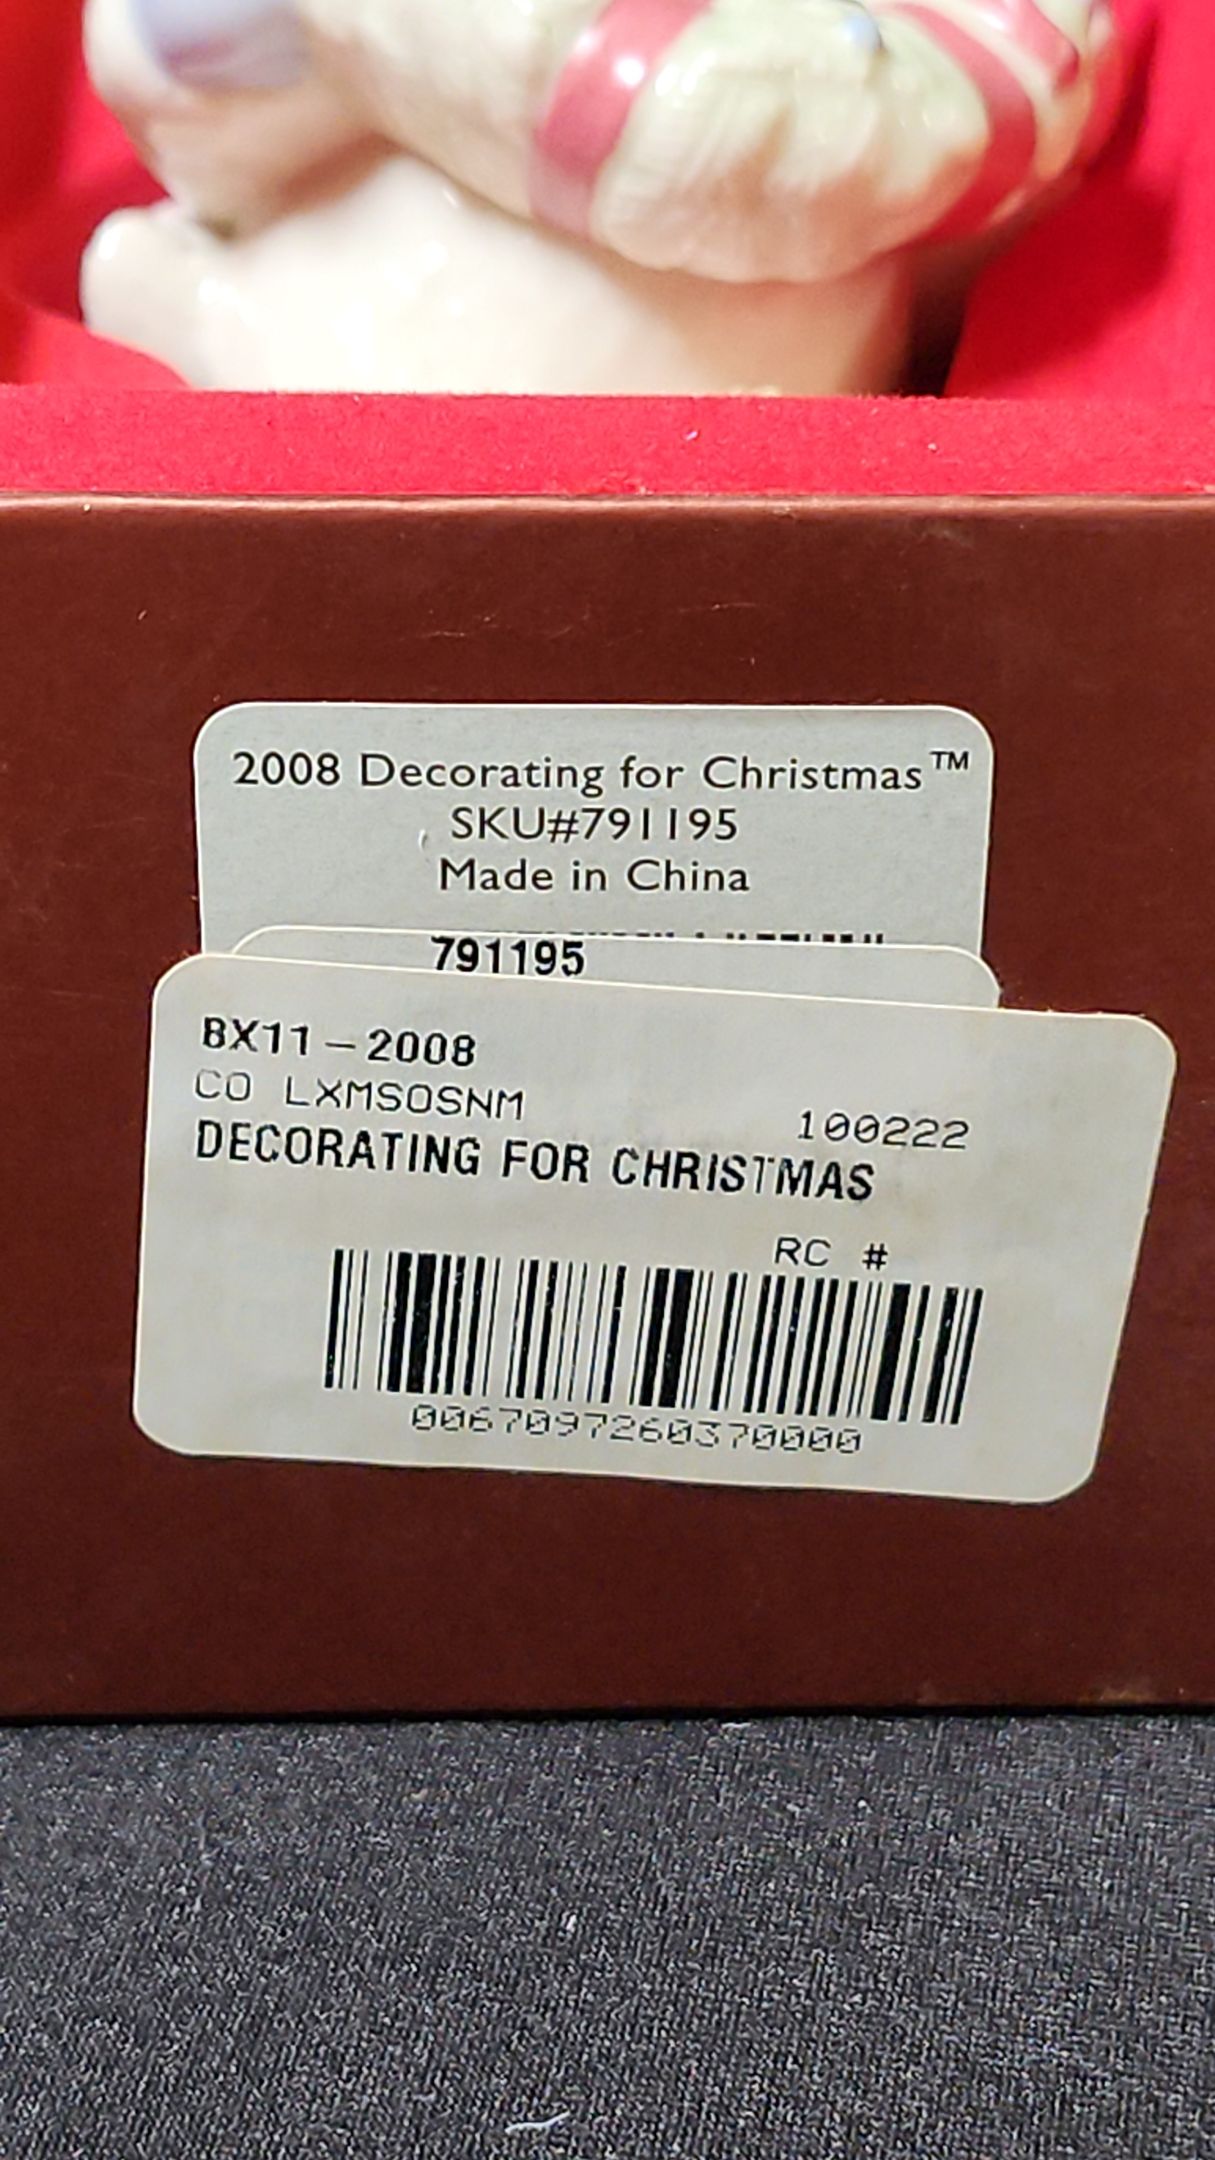 2008 Decorating for Christmas™
SKU#791195
Made in China
791195
BX11-2008
CO LXMSOSNM
100222
DECORATING FOR CHRISTMAS
RC #
0067097260370000